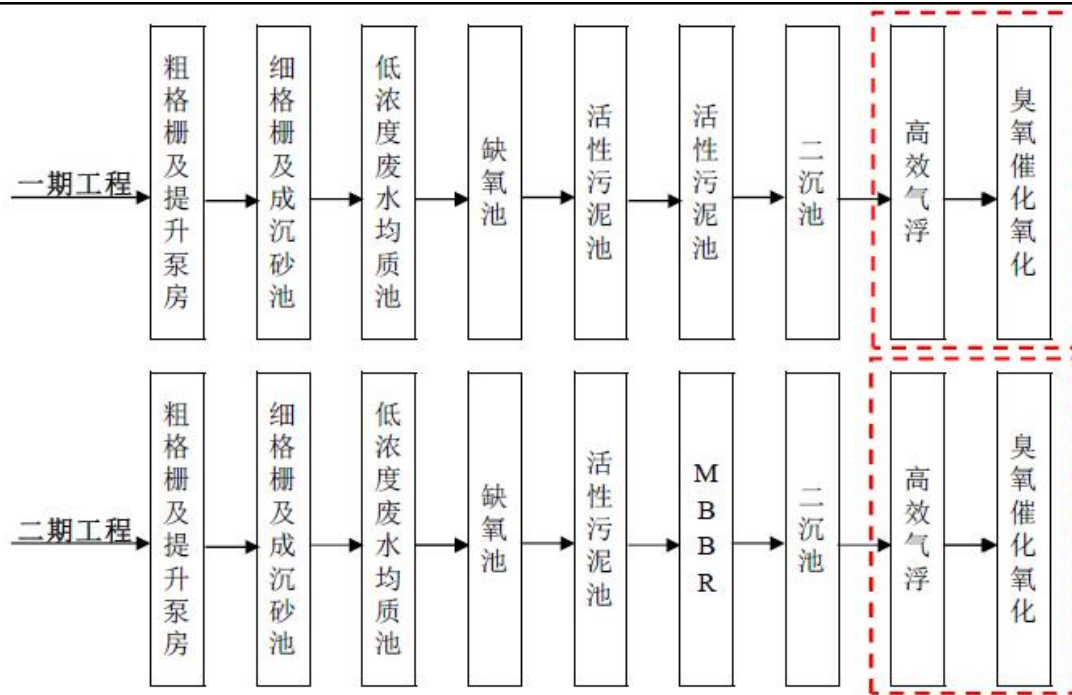 一期工程
粗格栅及提升泵房
细格栅及成沉砂池
低浓度废水均质池
缺氧池
活性污泥池
活性污泥池
二沉池
高效气浮
臭氧催化氧化
二期工程
粗格栅及提升泵房
细格栅及成沉砂池
低浓度废水均质池
缺氧池
活性污泥池
MBBR
二沉池
高效气浮
臭氧催化氧化